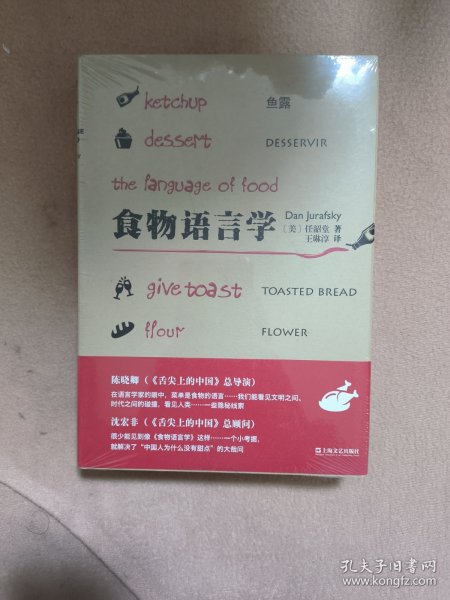 ketchup 鱼露
dessert DESSERVIR
the language of food
食物语言学
Dan Jurafsky
〔美〕任韶堂 著
王琳淳 译
give toast TOASTED BREAD
flour FLOWER
陈晓卿（《舌尖上的中国》总导演）
在语言学家的眼中，菜单是食物的语言……我们能看见文明之间、
时代之间的碰撞，看见人类……一些隐秘线索
沈宏非（《舌尖上的中国》总顾问）
很少能见到像《食物语言学》这样……一个小考据，
就解决了“中国人为什么没有甜点”的大哉问
上海文艺出版社
孔夫子旧书网
www.kongfz.com